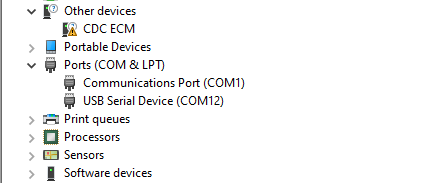 Other devices
CDC ECM
Portable Devices
Ports (COM & LPT)
Communications Port (COM1)
USB Serial Device (COM12)
Print queues
Processors
Sensors
Software devices